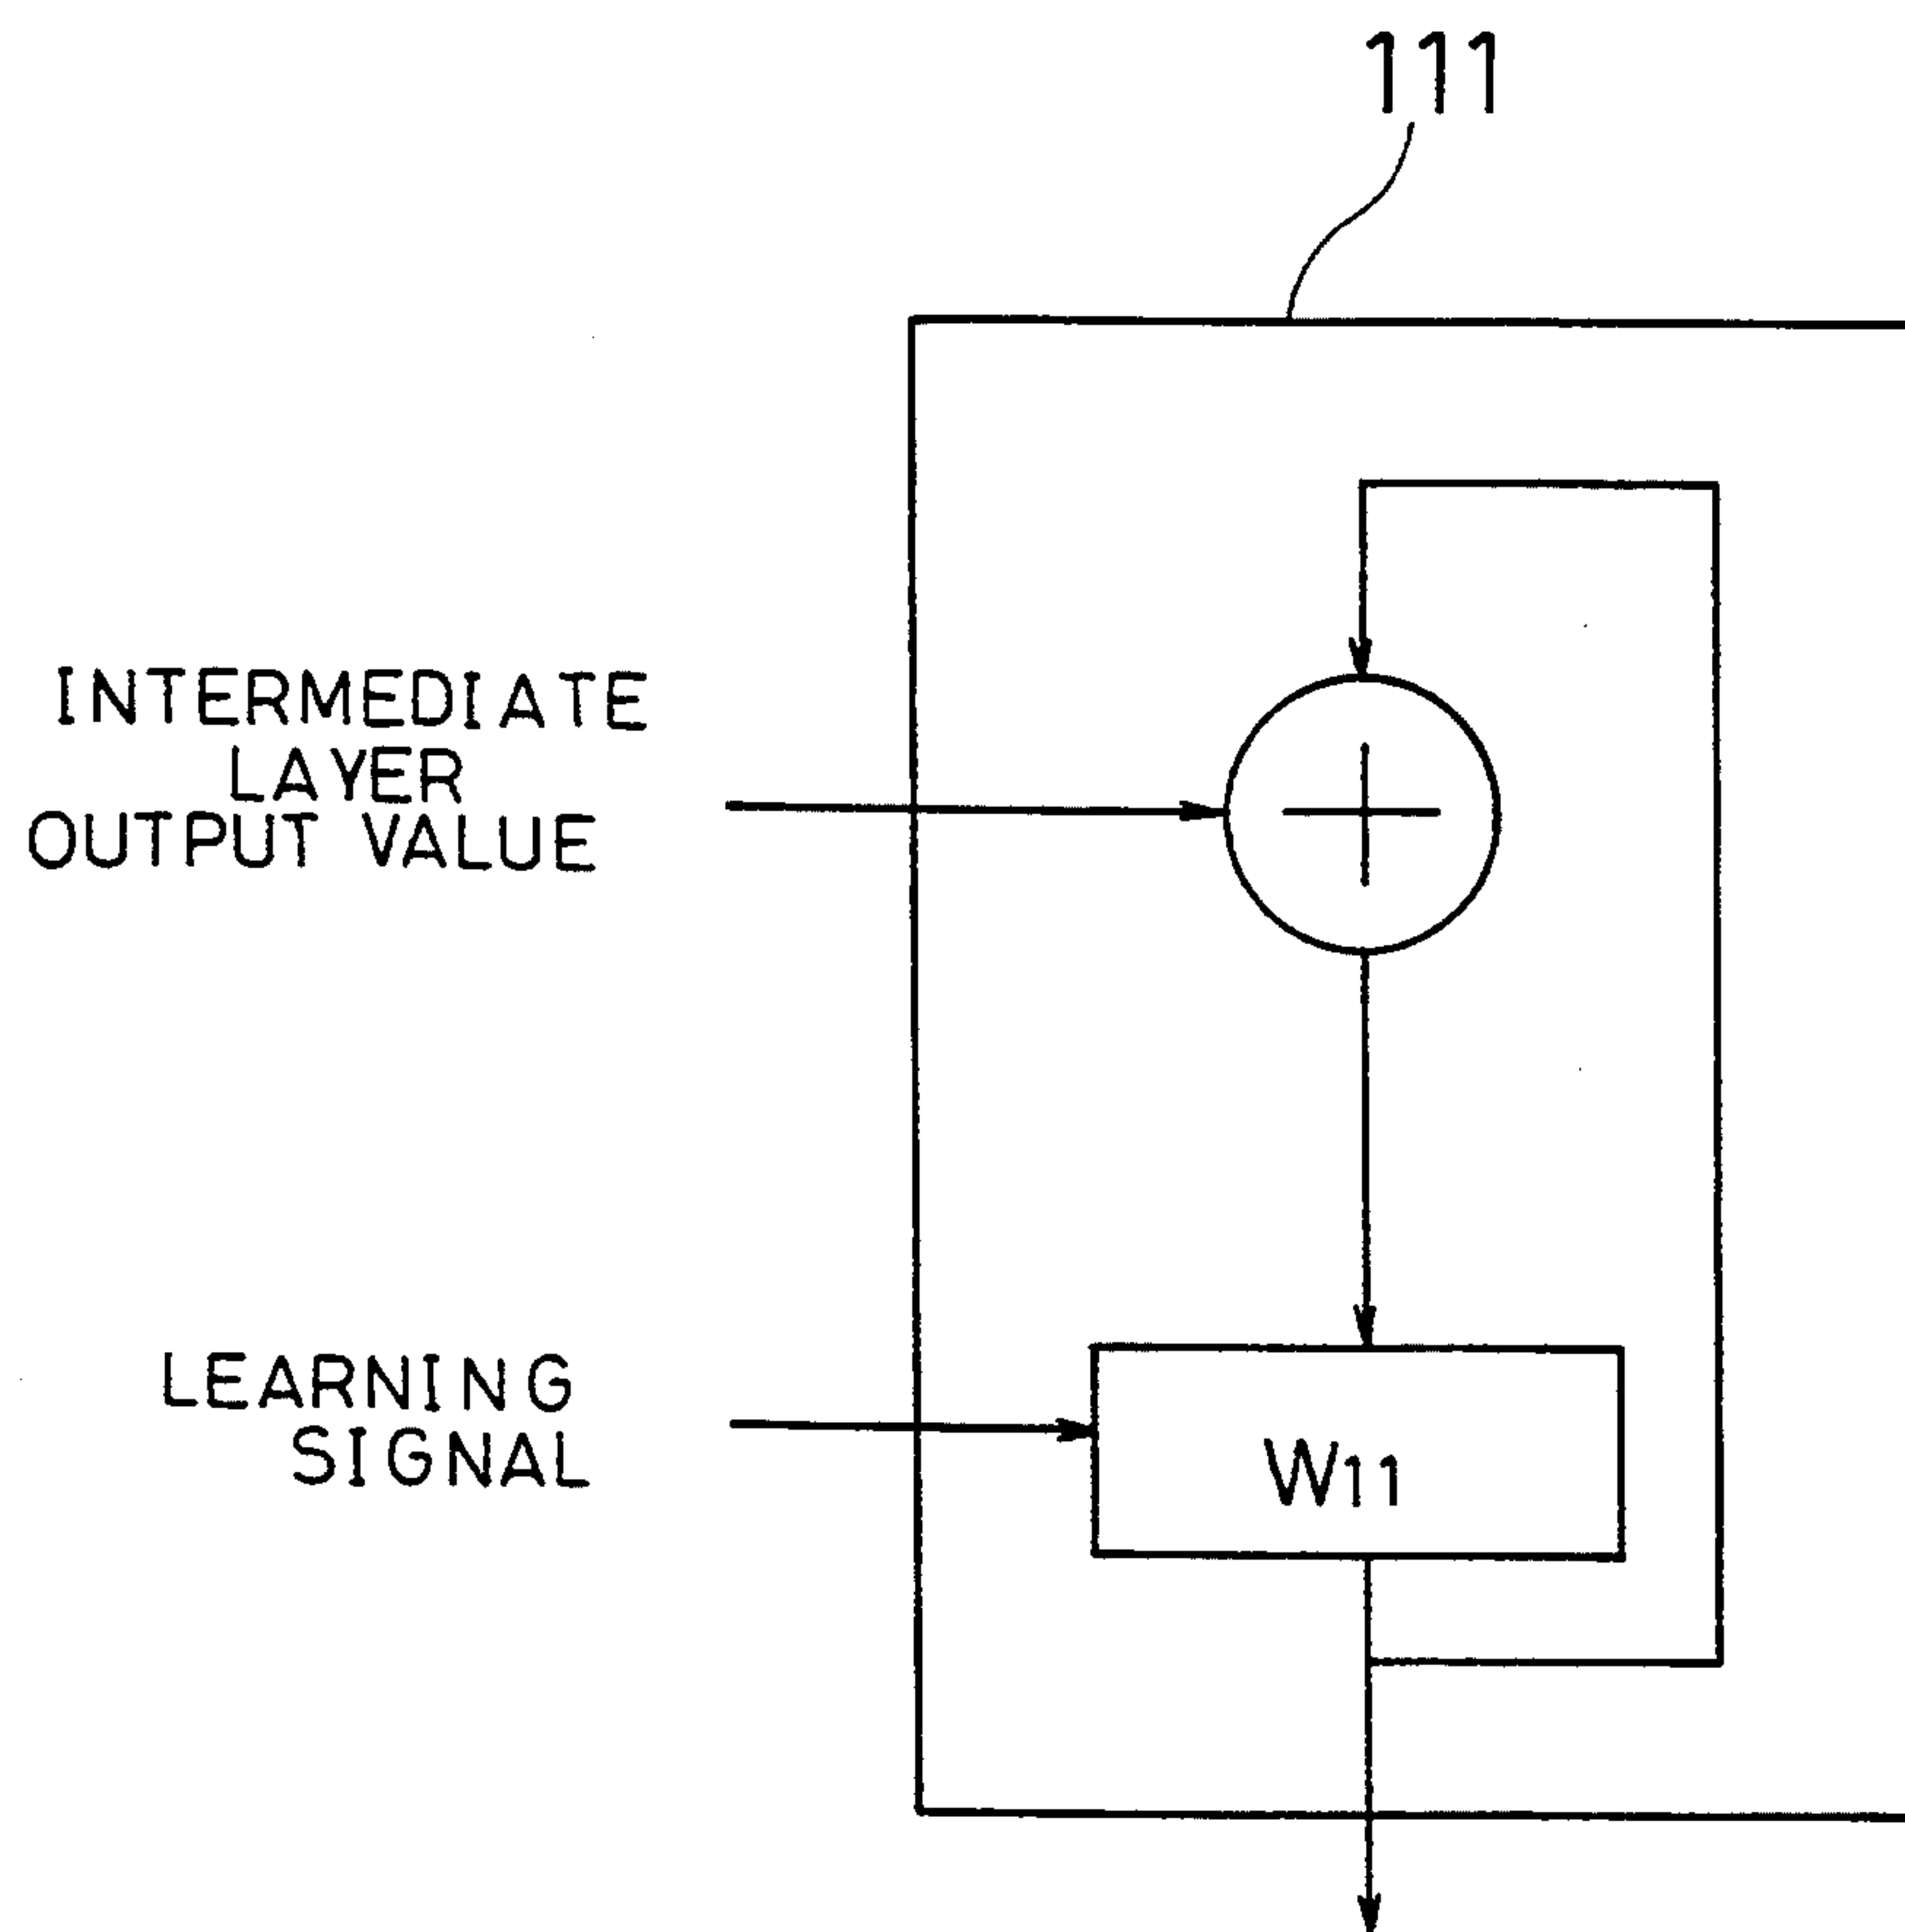 111
INTERMEDIATE
LAYER
OUTPUT VALUE
LEARNING
SIGNAL
W11